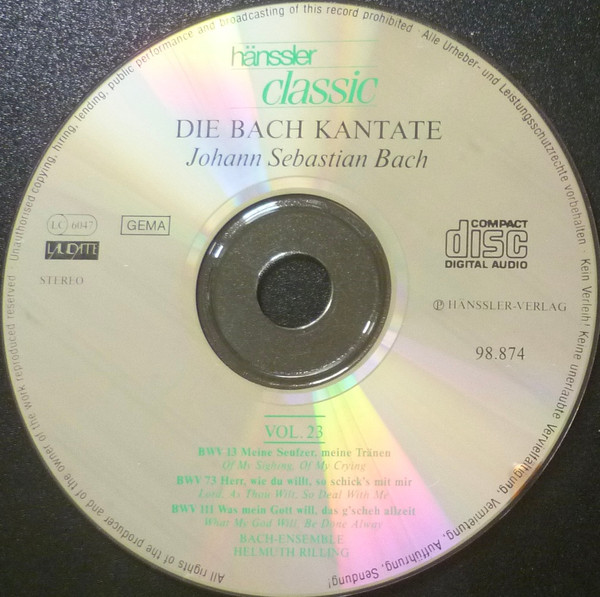 Unauthorised copying, hiring, lending, public performance and broadcasting of this record prohibited · Alle Urheber- und Leistungsschutzrechte vorbehalten · Kein Verleih! Keine unerlaubte Vervielfältigung, Vermietung, Aufführung, Sendung!
hänssler
classic
DIE BACH KANTATE
Johann Sebastian Bach
LC 6047
GEMA
LAUDATE
STEREO
COMPACT
disc
DIGITAL AUDIO
℗ HÄNSSLER-VERLAG
98.874
VOL. 23
BWV 13 Meine Seufzer, meine Tränen
Of My Sighing, Of My Crying
BWV 73 Herr, wie du willt, so schick's mit mir
Lord, As Thou Wilt, So Deal With Me
BWV 111 Was mein Gott will, das g'scheh allzeit
What My God Will, Be Done Alway
BACH-ENSEMBLE
HELMUTH RILLING
All rights of the producer and of the owner of the work reproduced reserved